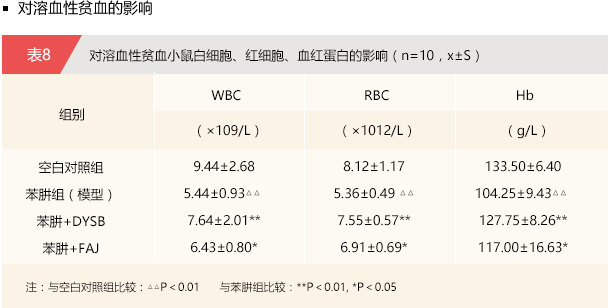 ▪ 对溶血性贫血的影响
表8 对溶血性贫血小鼠白细胞、红细胞、血红蛋白的影响(n=10,x±S)
组别 WBC RBC Hb
(×109/L) (×1012/L) (g/L)
空白对照组 9.44±2.68 8.12±1.17 133.50±6.40
苯肼组(模型) 5.44±0.93△△ 5.36±0.49 △△ 104.25±9.43△△
苯肼+DYSB 7.64±2.01** 7.55±0.57** 127.75±8.26**
苯肼+FAJ 6.43±0.80* 6.91±0.69* 117.00±16.63*
注:与空白对照组比较:△△P<0.01 与苯肼组比较:**P<0.01, *P<0.05